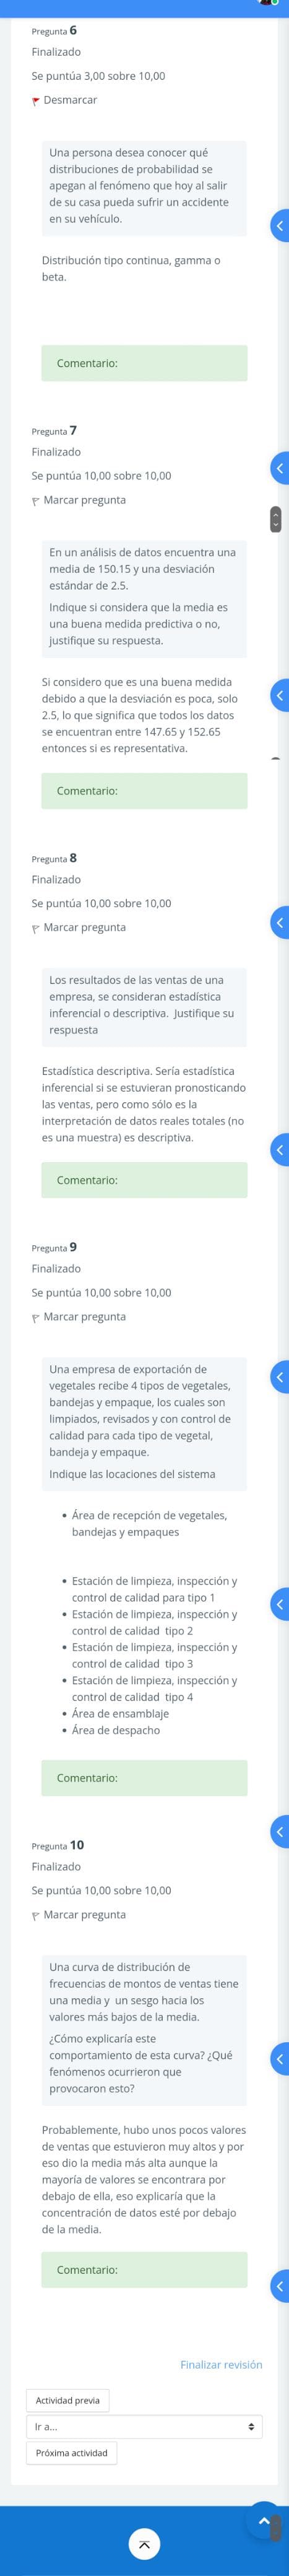 Pregunta 6
Finalizado
Se puntúa 3,00 sobre 10,00
Desmarcar
Una persona desea conocer qué
distribuciones de probabilidad se
apegan al fenómeno que hoy al salir
de su casa pueda sufrir un accidente
en su vehículo.
Distribución tipo continua, gamma o
beta.
Comentario:
Pregunta 7
Finalizado
Se puntúa 10,00 sobre 10,00
Marcar pregunta
En un análisis de datos encuentra una
media de 150.15 y una desviación
estándar de 2.5.
Indique si considera que la media es
una buena medida predictiva o no,
justifique su respuesta.
Si considero que es una buena medida
debido a que la desviación es poca, solo
2.5, lo que significa que todos los datos
se encuentran entre 147.65 y 152.65
entonces si es representativa.
Comentario:
Pregunta 8
Finalizado
Se puntúa 10,00 sobre 10,00
Marcar pregunta
Los resultados de las ventas de una
empresa, se consideran estadística
inferencial o descriptiva. Justifique su
respuesta
Estadística descriptiva. Sería estadística
inferencial si se estuvieran pronosticando
las ventas, pero como sólo es la
interpretación de datos reales totales (no
es una muestra) es descriptiva.
Comentario:
Pregunta 9
Finalizado
Se puntúa 10,00 sobre 10,00
Marcar pregunta
Una empresa de exportación de
vegetales recibe 4 tipos de vegetales,
bandejas y empaque, los cuales son
limpiados, revisados y con control de
calidad para cada tipo de vegetal,
bandeja y empaque.
Indique las locaciones del sistema
• Área de recepción de vegetales,
bandejas y empaques
• Estación de limpieza, inspección y
control de calidad para tipo 1
• Estación de limpieza, inspección y
control de calidad tipo 2
• Estación de limpieza, inspección y
control de calidad tipo 3
• Estación de limpieza, inspección y
control de calidad tipo 4
• Área de ensamblaje
• Área de despacho
Comentario:
Pregunta 10
Finalizado
Se puntúa 10,00 sobre 10,00
Marcar pregunta
Una curva de distribución de
frecuencias de montos de ventas tiene
una media y un sesgo hacia los
valores más bajos de la media.
¿Cómo explicaría este
comportamiento de esta curva? ¿Qué
fenómenos ocurrieron que
provocaron esto?
Probablemente, hubo unos pocos valores
de ventas que estuvieron muy altos y por
eso dio la media más alta aunque la
mayoría de valores se encontrara por
debajo de ella, eso explicaría que la
concentración de datos esté por debajo
de la media.
Comentario:
Finalizar revisión
Actividad previa
Ir a...
Próxima actividad